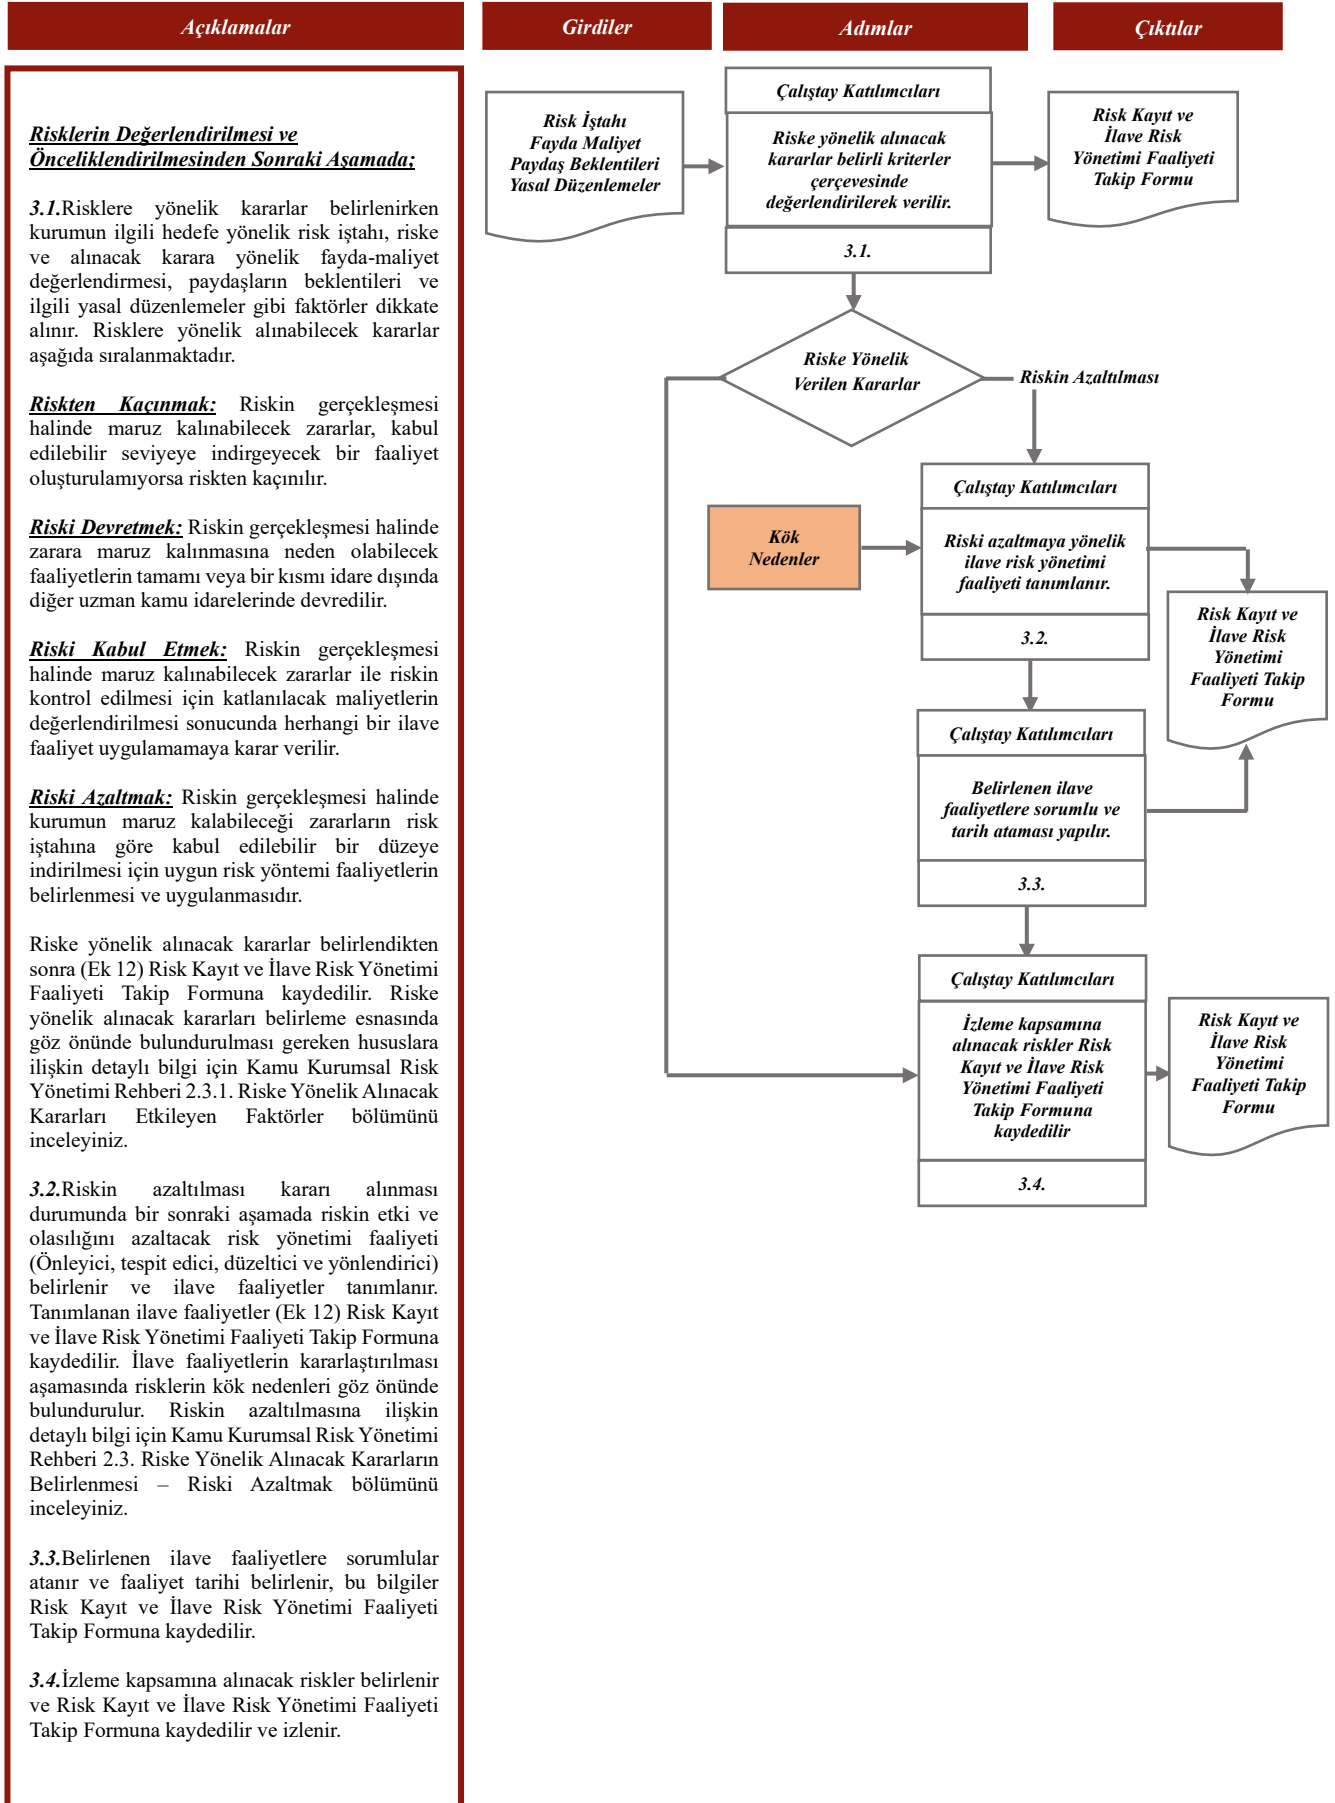 Açıklamalar
Girdiler
Adımlar
Çıktılar
Risklerin Değerlendirilmesi ve
Önceliklendirilmesinden Sonraki Aşamada;
3.1.Risklere yönelik kararlar belirlenirken
kurumun ilgili hedefe yönelik risk iştahı, riske
ve alınacak karara yönelik fayda-maliyet
değerlendirmesi, paydaşların beklentileri ve
ilgili yasal düzenlemeler gibi faktörler dikkate
alınır. Risklere yönelik alınabilecek kararlar
aşağıda sıralanmaktadır.
Riskten Kaçınmak: Riskin gerçekleşmesi
halinde maruz kalınabilecek zararlar, kabul
edilebilir seviyeye indirgeyecek bir faaliyet
oluşturulamıyorsa riskten kaçınılır.
Riski Devretmek: Riskin gerçekleşmesi halinde
zarara maruz kalınmasına neden olabilecek
faaliyetlerin tamamı veya bir kısmı idare dışında
diğer uzman kamu idarelerinde devredilir.
Riski Kabul Etmek: Riskin gerçekleşmesi
halinde maruz kalınabilecek zararlar ile riskin
kontrol edilmesi için katlanılacak maliyetlerin
değerlendirilmesi sonucunda herhangi bir ilave
faaliyet uygulamamaya karar verilir.
Riski Azaltmak: Riskin gerçekleşmesi halinde
kurumun maruz kalabileceği zararların risk
iştahına göre kabul edilebilir bir düzeye
indirilmesi için uygun risk yöntemi faaliyetlerin
belirlenmesi ve uygulanmasıdır.
Riske yönelik alınacak kararlar belirlendikten
sonra (Ek 12) Risk Kayıt ve İlave Risk Yönetimi
Faaliyeti Takip Formuna kaydedilir. Riske
yönelik alınacak kararları belirleme esnasında
göz önünde bulundurulması gereken hususlara
ilişkin detaylı bilgi için Kamu Kurumsal Risk
Yönetimi Rehberi 2.3.1. Riske Yönelik Alınacak
Kararları Etkileyen Faktörler bölümünü
inceleyiniz.
3.2.Riskin azaltılması kararı alınması
durumunda bir sonraki aşamada riskin etki ve
olasılığını azaltacak risk yönetimi faaliyeti
(Önleyici, tespit edici, düzeltici ve yönlendirici)
belirlenir ve ilave faaliyetler tanımlanır.
Tanımlanan ilave faaliyetler (Ek 12) Risk Kayıt
ve İlave Risk Yönetimi Faaliyeti Takip Formuna
kaydedilir. İlave faaliyetlerin kararlaştırılması
aşamasında risklerin kök nedenleri göz önünde
bulundurulur. Riskin azaltılmasına ilişkin
detaylı bilgi için Kamu Kurumsal Risk Yönetimi
Rehberi 2.3. Riske Yönelik Alınacak Kararların
Belirlenmesi – Riski Azaltmak bölümünü
inceleyiniz.
3.3.Belirlenen ilave faaliyetlere sorumlular
atanır ve faaliyet tarihi belirlenir, bu bilgiler
Risk Kayıt ve İlave Risk Yönetimi Faaliyeti
Takip Formuna kaydedilir.
3.4.İzleme kapsamına alınacak riskler belirlenir
ve Risk Kayıt ve İlave Risk Yönetimi Faaliyeti
Takip Formuna kaydedilir ve izlenir.
Risk İştahı
Fayda Maliyet
Paydaş Beklentileri
Yasal Düzenlemeler
Çalıştay Katılımcıları
Riske yönelik alınacak
kararlar belirli kriterler
çerçevesinde
değerlendirilerek verilir.
3.1.
Risk Kayıt ve
İlave Risk
Yönetimi Faaliyeti
Takip Formu
Riske Yönelik
Verilen Kararlar
Riskin Azaltılması
Kök
Nedenler
Çalıştay Katılımcıları
Riski azaltmaya yönelik
ilave risk yönetimi
faaliyeti tanımlanır.
3.2.
Risk Kayıt ve
İlave Risk
Yönetimi
Faaliyeti Takip
Formu
Çalıştay Katılımcıları
Belirlenen ilave
faaliyetlere sorumlu ve
tarih ataması yapılır.
3.3.
Çalıştay Katılımcıları
İzleme kapsamına
alınacak riskler Risk
Kayıt ve İlave Risk
Yönetimi Faaliyeti
Takip Formuna
kaydedilir
3.4.
Risk Kayıt ve
İlave Risk
Yönetimi
Faaliyeti Takip
Formu